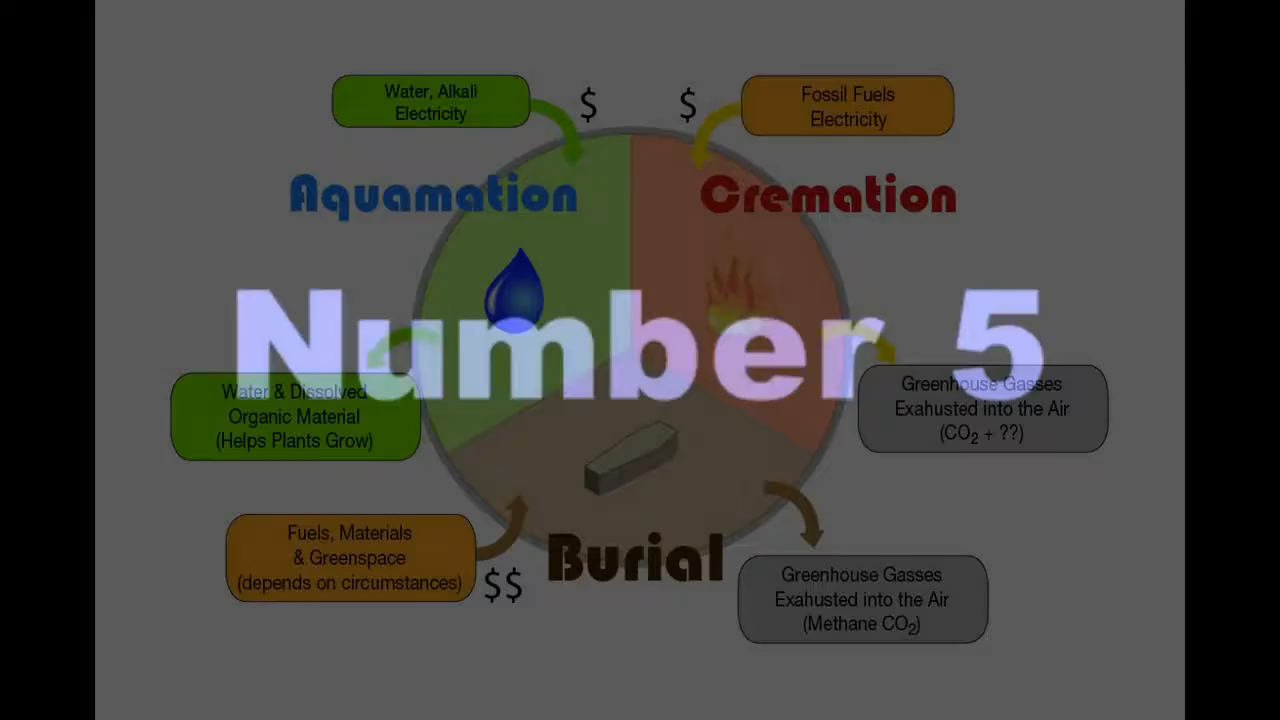 Water, Alkali
Electricity
$
$
Fossil Fuels
Electricity
Aquamation
Cremation
Number 5
Water & Dissolved
Organic Material
(Helps Plants Grow)
Greenhouse Gasses
Exahusted into the Air
(CO2 + ??)
Fuels, Materials
& Greenspace
(depends on circumstances)
$$
Burial
Greenhouse Gasses
Exahusted into the Air
(Methane CO2)